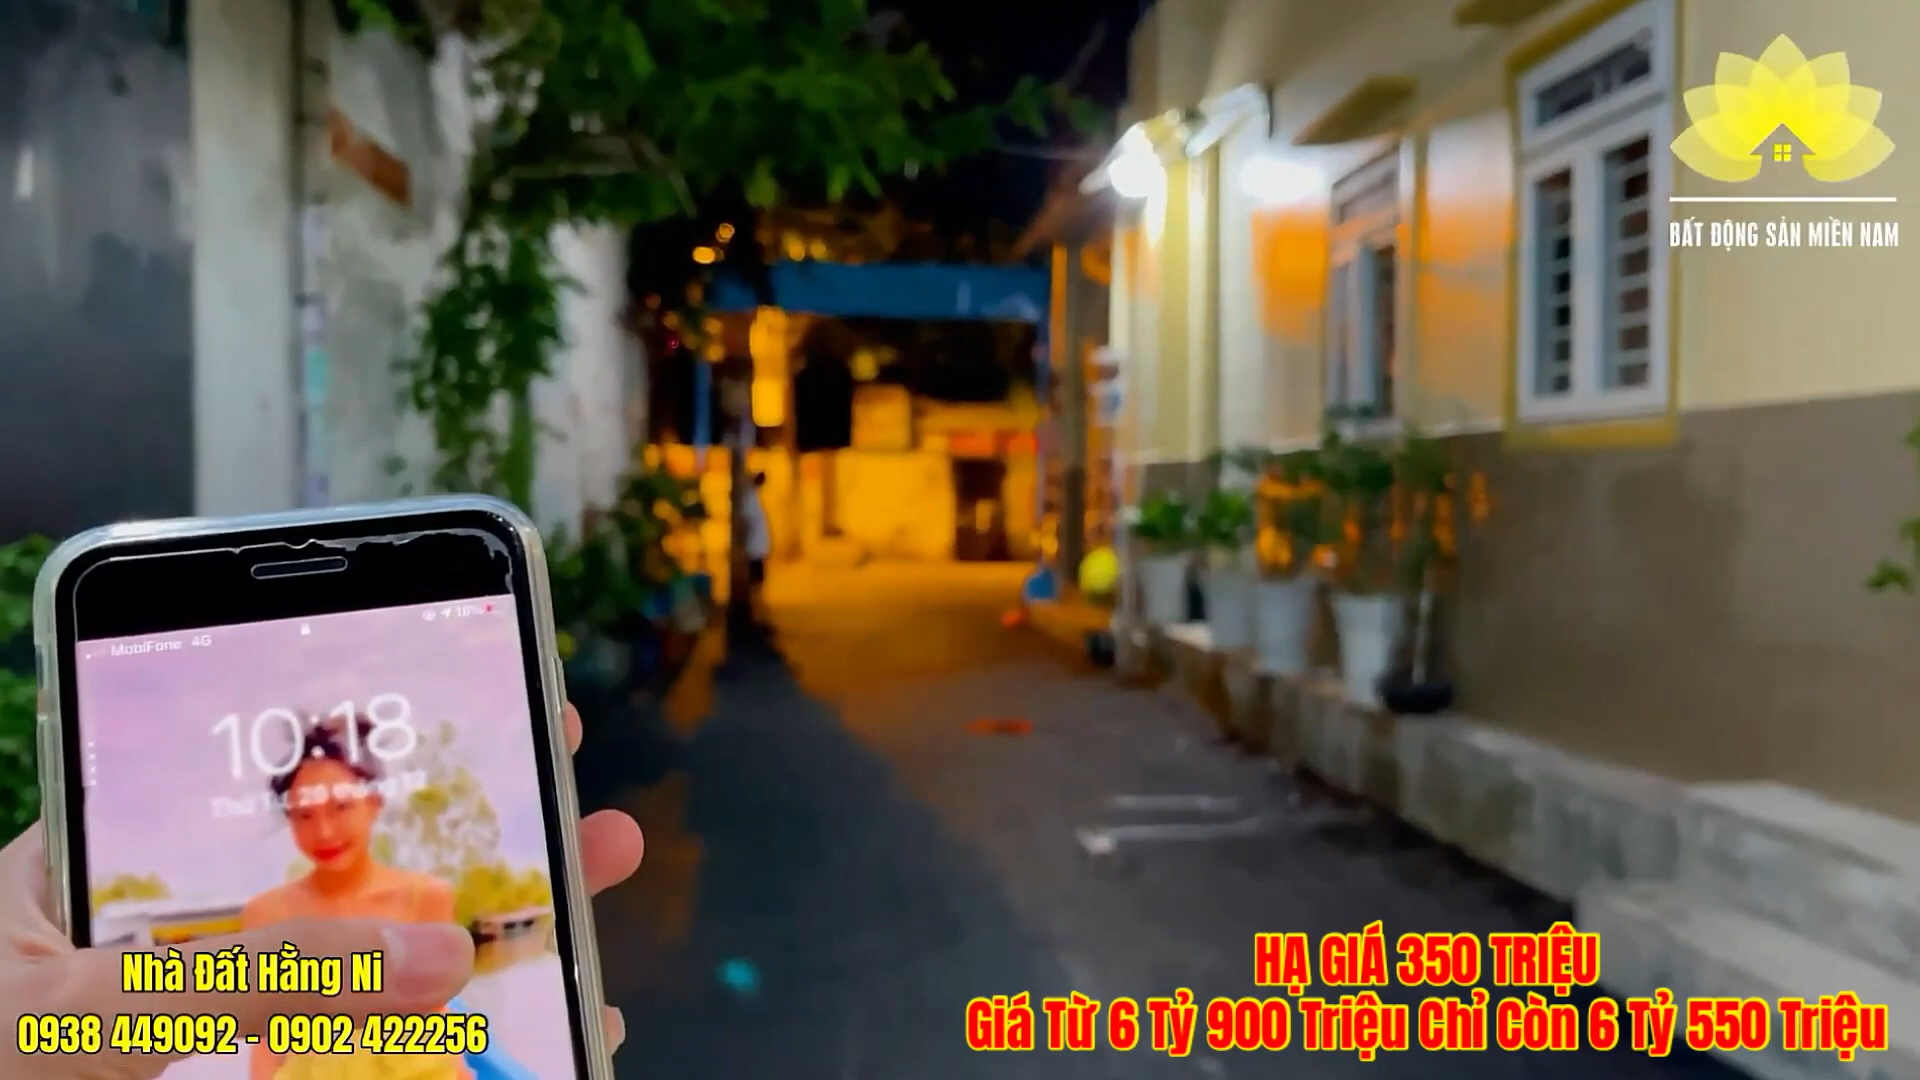 BẤT ĐỘNG SẢN MIỀN NAM
MobiFone 4G
10:18
Nhà Đất Hằng Ni
0938 449092 - 0902 422256
HẠ GIÁ 350 TRIỆU
Giá Từ 6 Tỷ 900 Triệu Chỉ Còn 6 Tỷ 550 Triệu